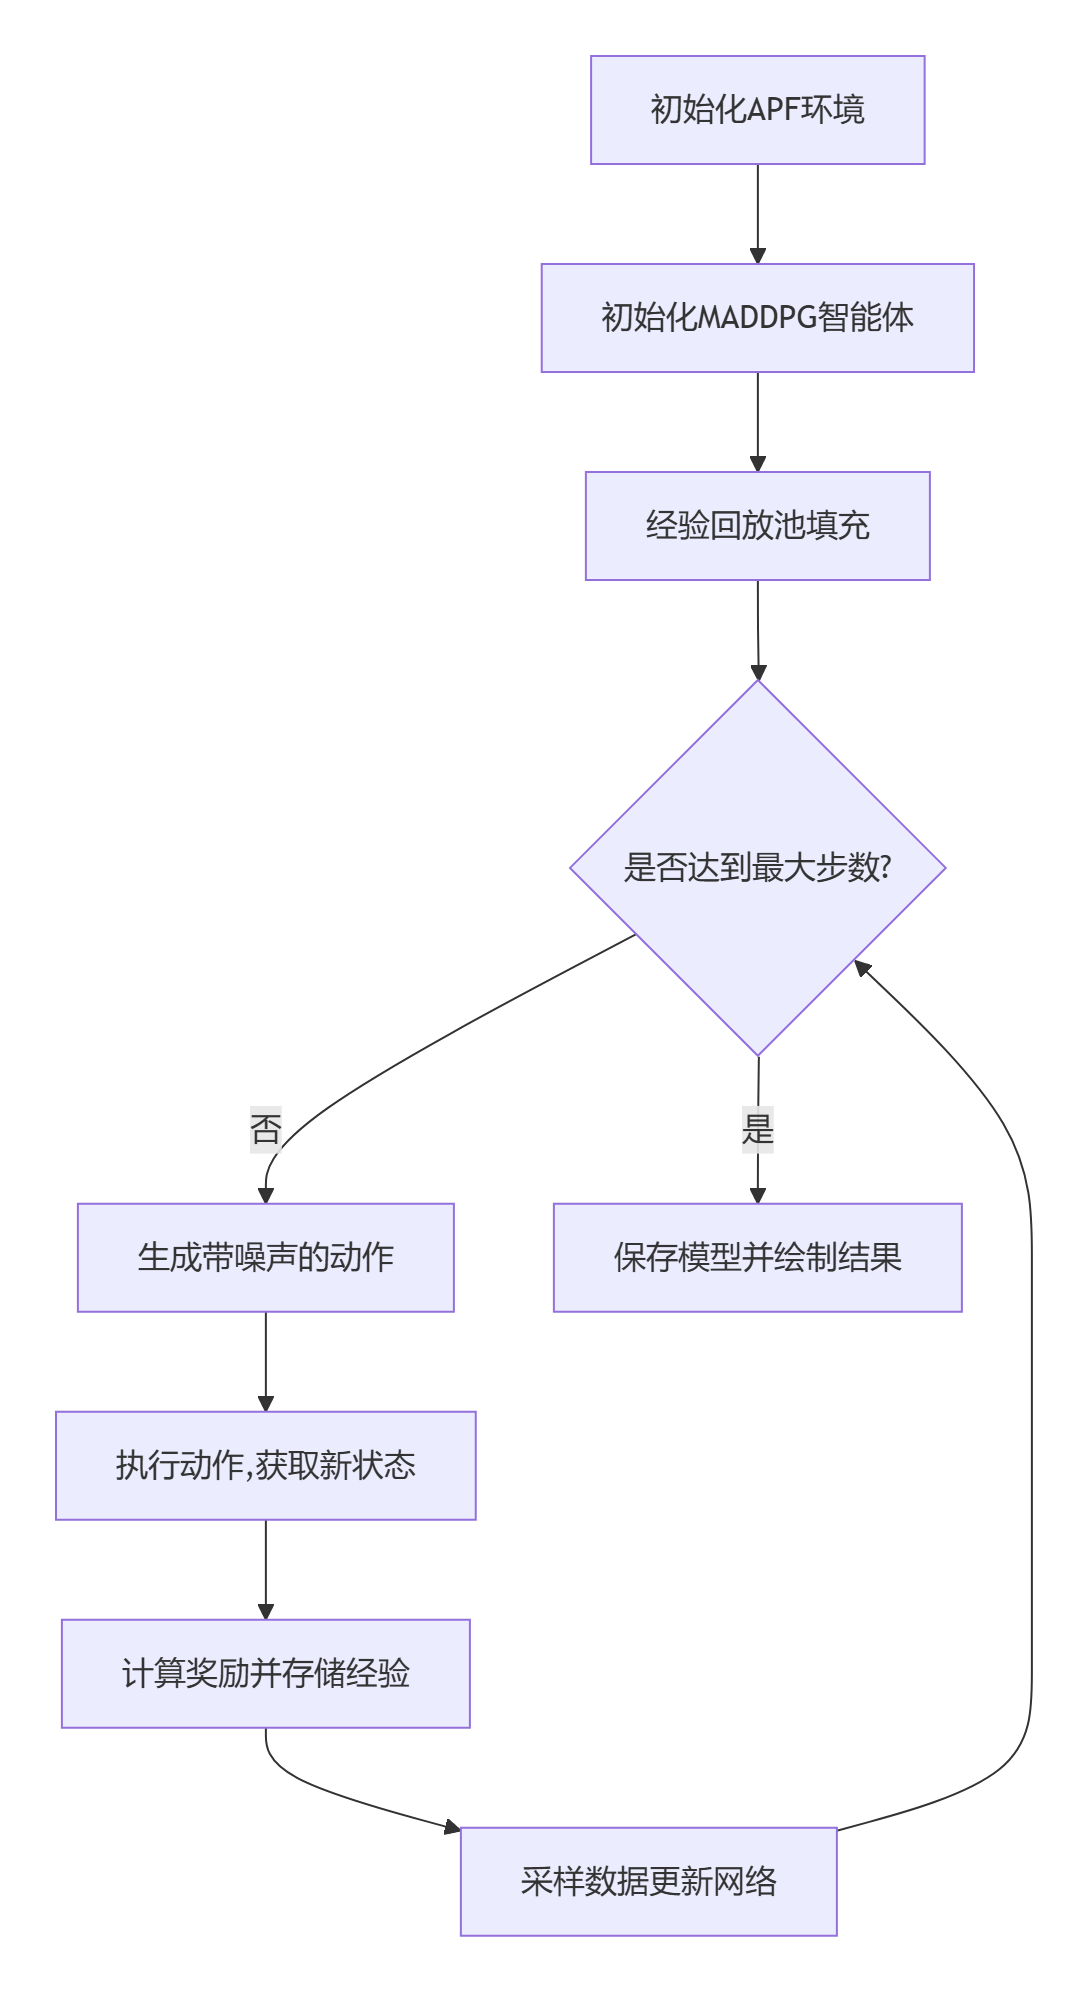 初始化APF环境
初始化MADDPG智能体
经验回放池填充
是否达到最大步数?
否
是
生成带噪声的动作
保存模型并绘制结果
执行动作,获取新状态
计算奖励并存储经验
采样数据更新网络